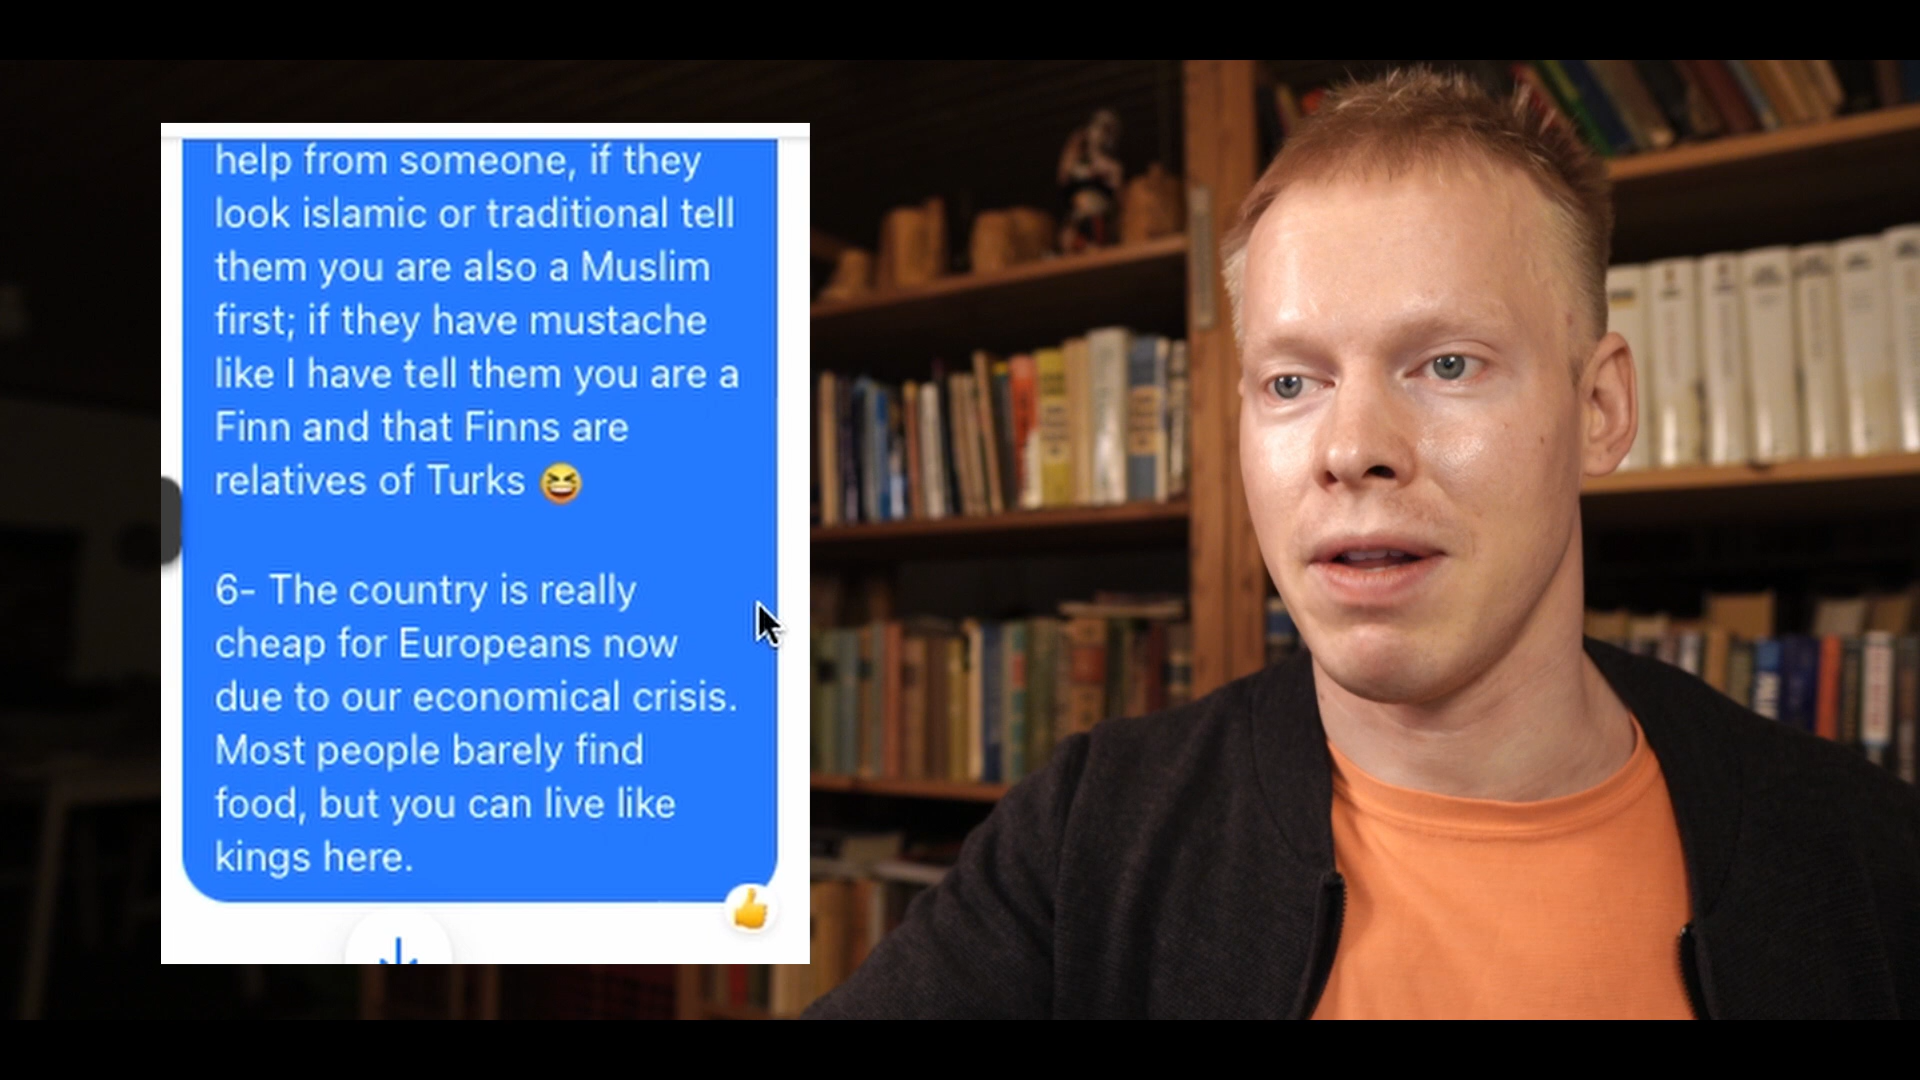 help from someone, if they
look islamic or traditional tell
them you are also a Muslim
first; if they have mustache
like I have tell them you are a
Finn and that Finns are
relatives of Turks 😆
6- The country is really
cheap for Europeans now
due to our economical crisis.
Most people barely find
food, but you can live like
kings here.